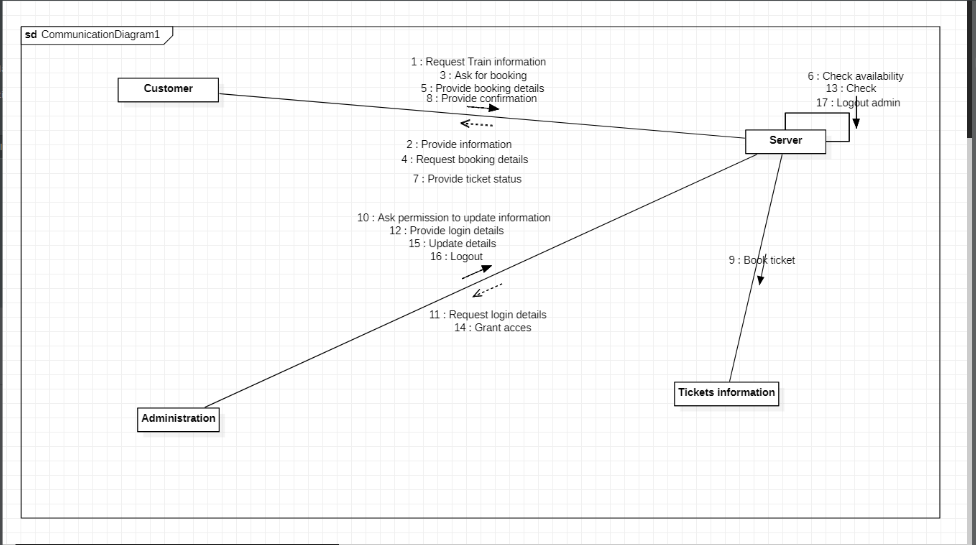 sd CommunicationDiagram1
1 : Request Train information
3 : Ask for booking
5 : Provide booking details
8 : Provide confirmation
Customer
6 : Check availability
13 : Check
17 : Logout admin
Server
2 : Provide information
4 : Request booking details
7 : Provide ticket status
10 : Ask permission to update information
12 : Provide login details
15 : Update details
16 : Logout
9 : Book ticket
11 : Request login details
14 : Grant acces
Tickets information
Administration